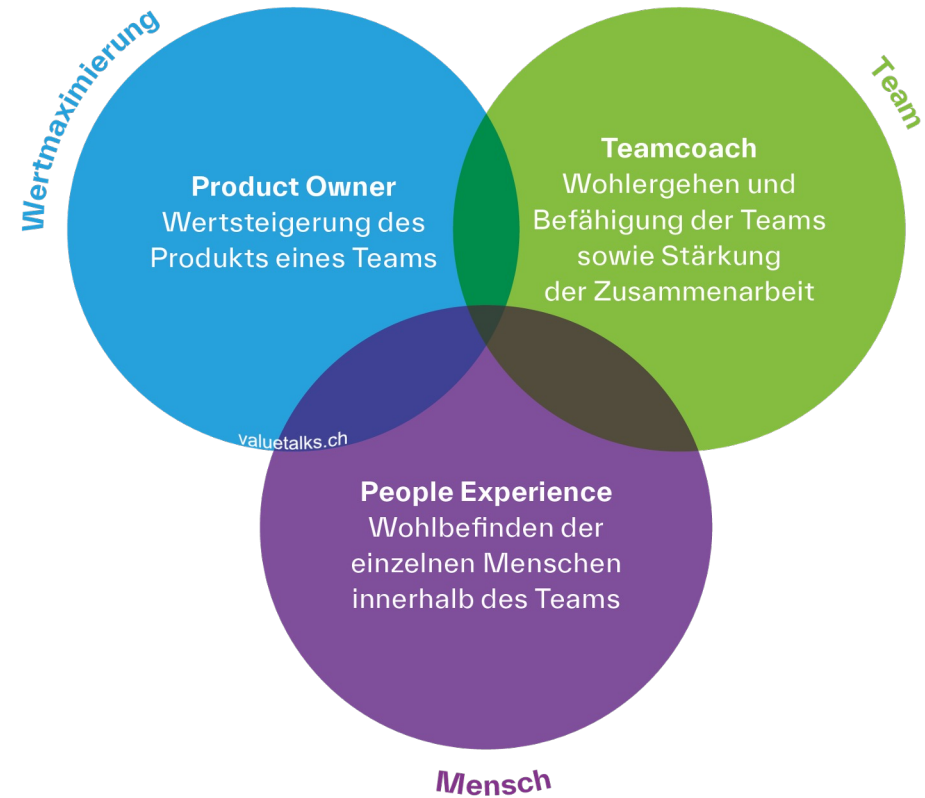 Wertmaximierung
Product Owner
Wertsteigerung des
Produkts eines Teams
Team
Teamcoach
Wohlergehen und
Befähigung der Teams
sowie Stärkung
der Zusammenarbeit
valuetalks.ch
People Experience
Wohlbefinden der
einzelnen Menschen
innerhalb des Teams
Mensch